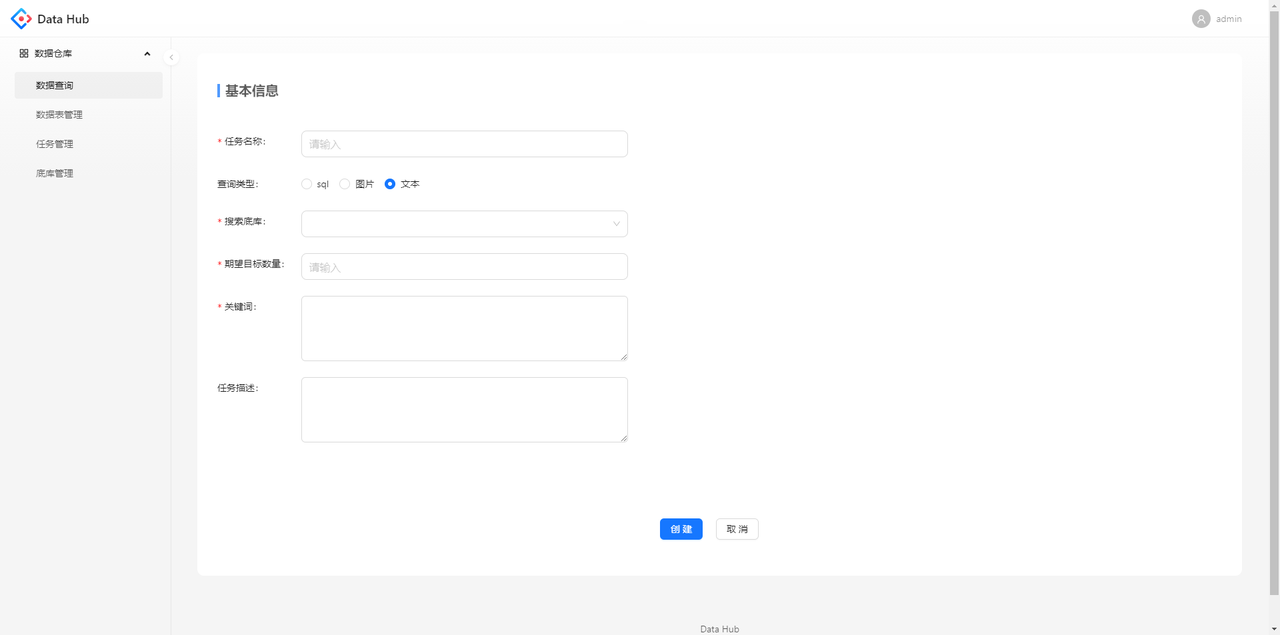 Data Hub
admin
数据仓库
数据查询
数据表管理
任务管理
底库管理
基本信息
* 任务名称:
请输入
查询类型:
sql 图片 文本
* 搜索底库:
* 期望目标数量:
请输入
* 关键词:
任务描述:
创 建
取 消
Data Hub